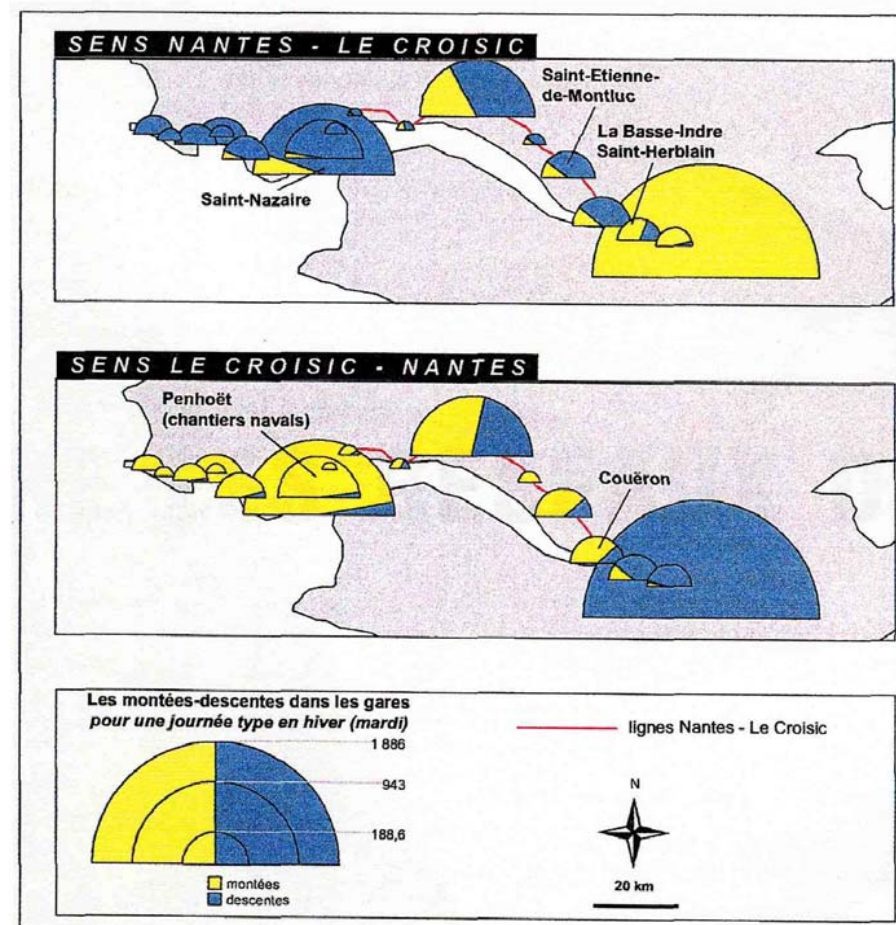 SENS NANTES - LE CROISIC
Saint-Etienne-
de-Montluc
La Basse-Indre
Saint-Herblain
Saint-Nazaire
SENS LE CROISIC - NANTES
Penhoët
(chantiers navals)
Couëron
Les montées-descentes dans les gares
pour une journée type en hiver (mardi)
1 886
943
188,6
montées
descentes
lignes Nantes - Le Croisic
N
20 km